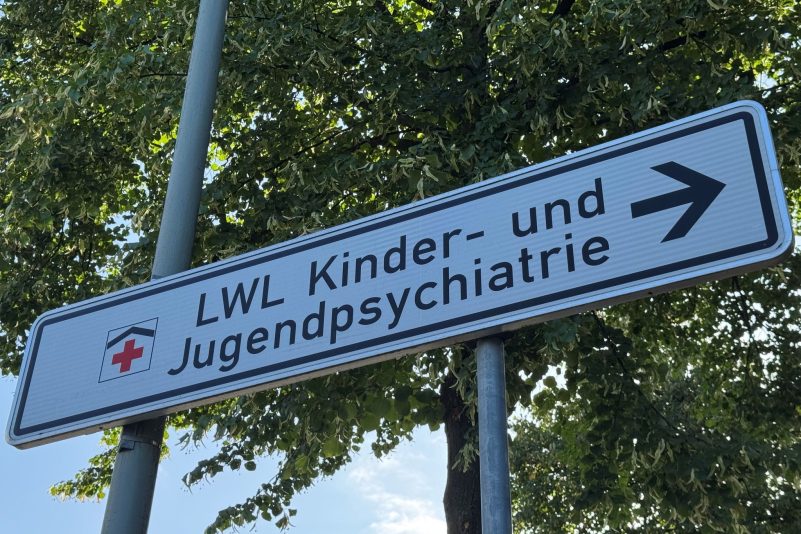 LWL Kinder- und
Jugendpsychiatrie